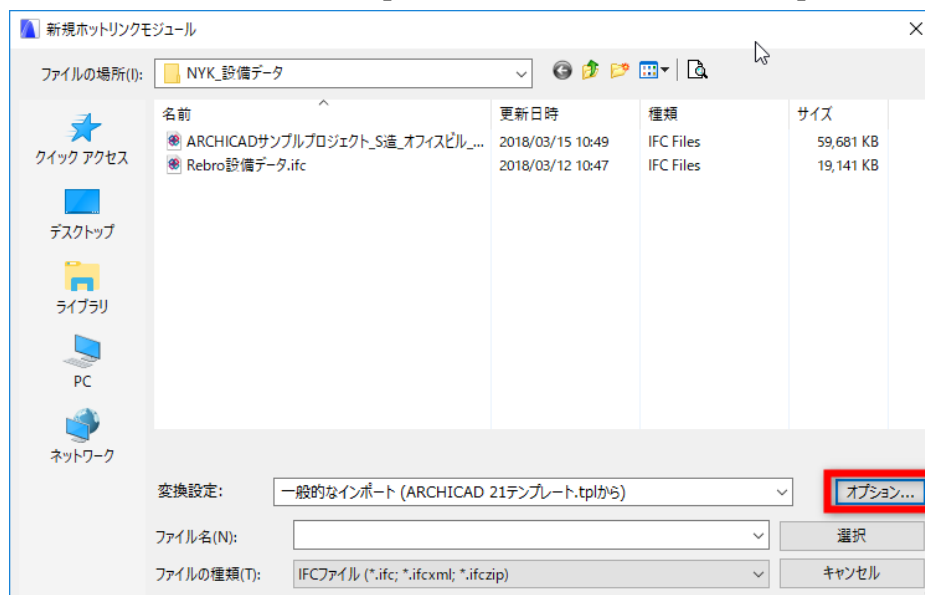 新規ホットリンクモジュール
ファイルの場所(I): NYK_設備データ
名前 更新日時 種類 サイズ
ARCHICADサンプルプロジェクト_S造_オフィスビル_... 2018/03/15 10:49 IFC Files 59,681 KB
Rebro設備データ.ifc 2018/03/12 10:47 IFC Files 19,141 KB
クイック アクセス
デスクトップ
ライブラリ
PC
ネットワーク
変換設定: 一般的なインポート (ARCHICAD 21テンプレート.tplから) オプション...
ファイル名(N): 選択
ファイルの種類(T): IFCファイル (*.ifc; *.ifcxml; *.ifczip) キャンセル